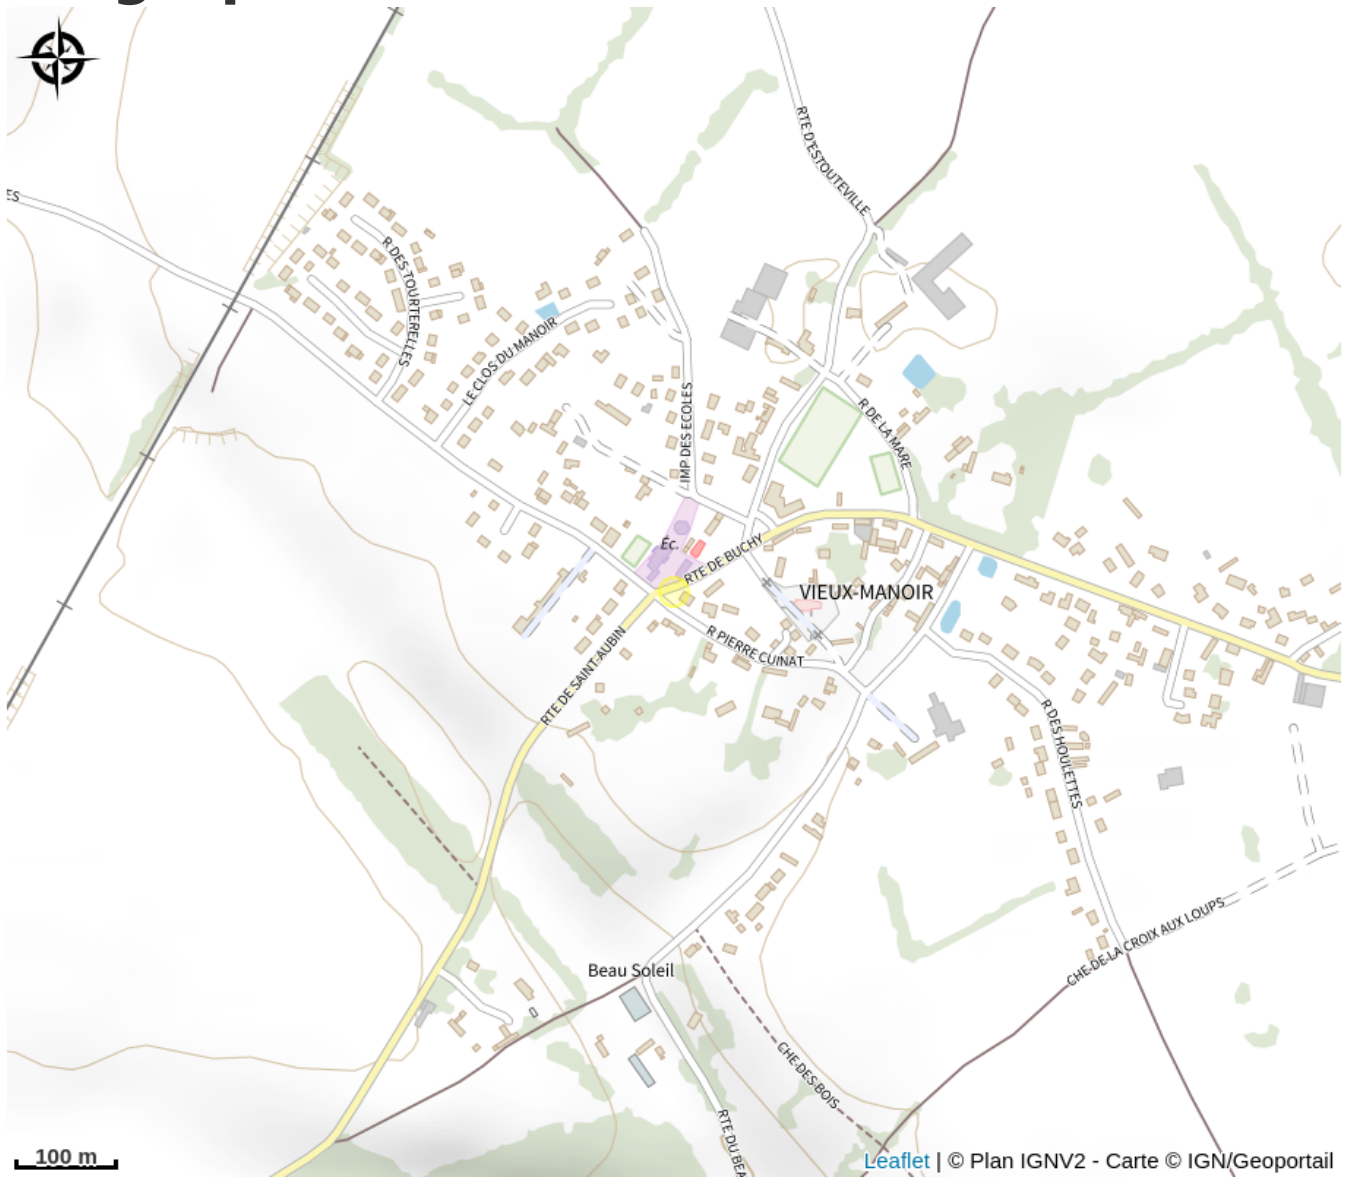 RTE D'ESTOUTEVILLE
ES
R DES TOURTERELLES
LE CLOS DU MANOIR
IMP DES ECOLES
R DE LA MARE
Éc.
RTE DE BUCHY
VIEUX-MANOIR
R PIERRE CUINAT
RTE DE SAINT-AUBIN
R DES HOULETTES
CHE DE LA CROIX AUX LOUPS
Beau Soleil
CHE DES BOIS
RTE DU BEA
100 m
Leaflet | © Plan IGNV2 - Carte © IGN/Geoportail